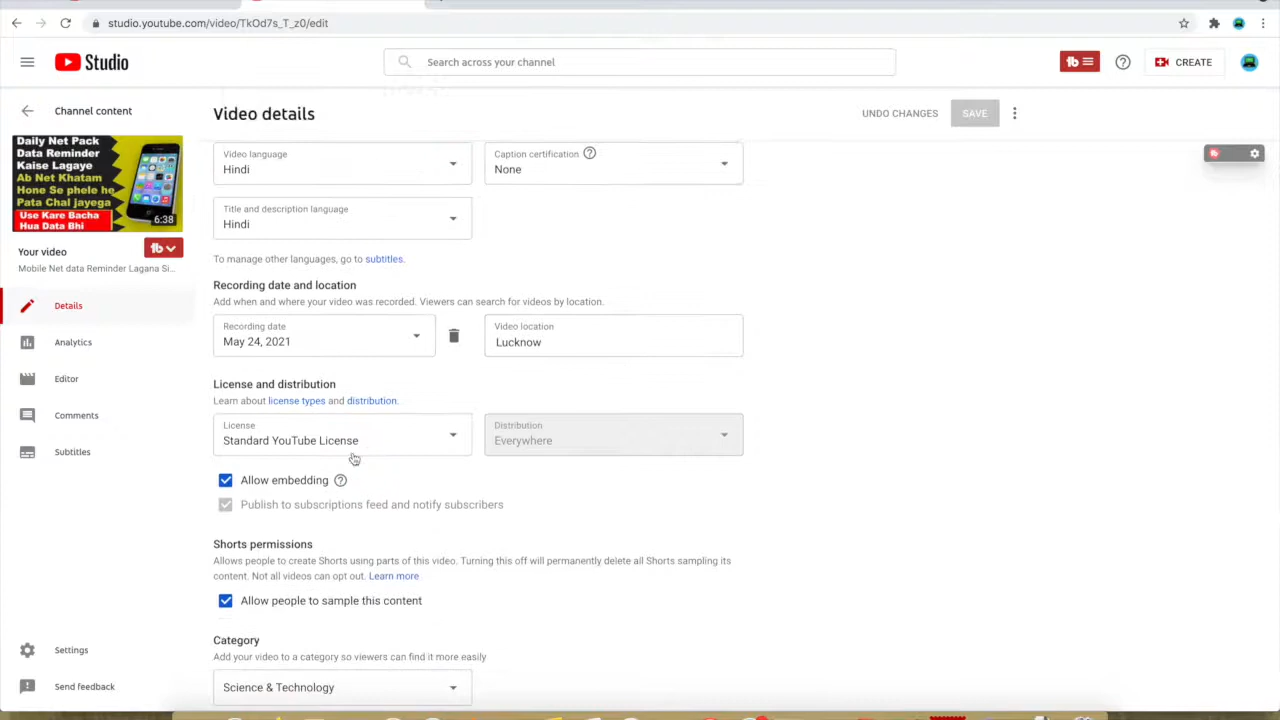 studio.youtube.com/video/TkOd7s_T_z0/edit
Studio
Search across your channel
CREATE
Channel content
Video details
UNDO CHANGES
SAVE
Daily Net Pack
Data Reminder
Kaise Lagaye
Ab Net Khatam
Hone Se phele he
Pata Chal jayega
Use Kare Bacha
Hua Data Bhi
6:38
Your video
Mobile Net data Reminder Lagana Si...
Details
Analytics
Editor
Comments
Subtitles
Settings
Send feedback
Video language
Hindi
Caption certification
None
Title and description language
Hindi
To manage other languages, go to subtitles.
Recording date and location
Add when and where your video was recorded. Viewers can search for videos by location.
Recording date
May 24, 2021
Video location
Lucknow
License and distribution
Learn about license types and distribution.
License
Standard YouTube License
Distribution
Everywhere
Allow embedding
Publish to subscriptions feed and notify subscribers
Shorts permissions
Allows people to create Shorts using parts of this video. Turning this off will permanently delete all Shorts sampling its
content. Not all videos can opt out. Learn more
Allow people to sample this content
Category
Add your video to a category so viewers can find it more easily
Science & Technology